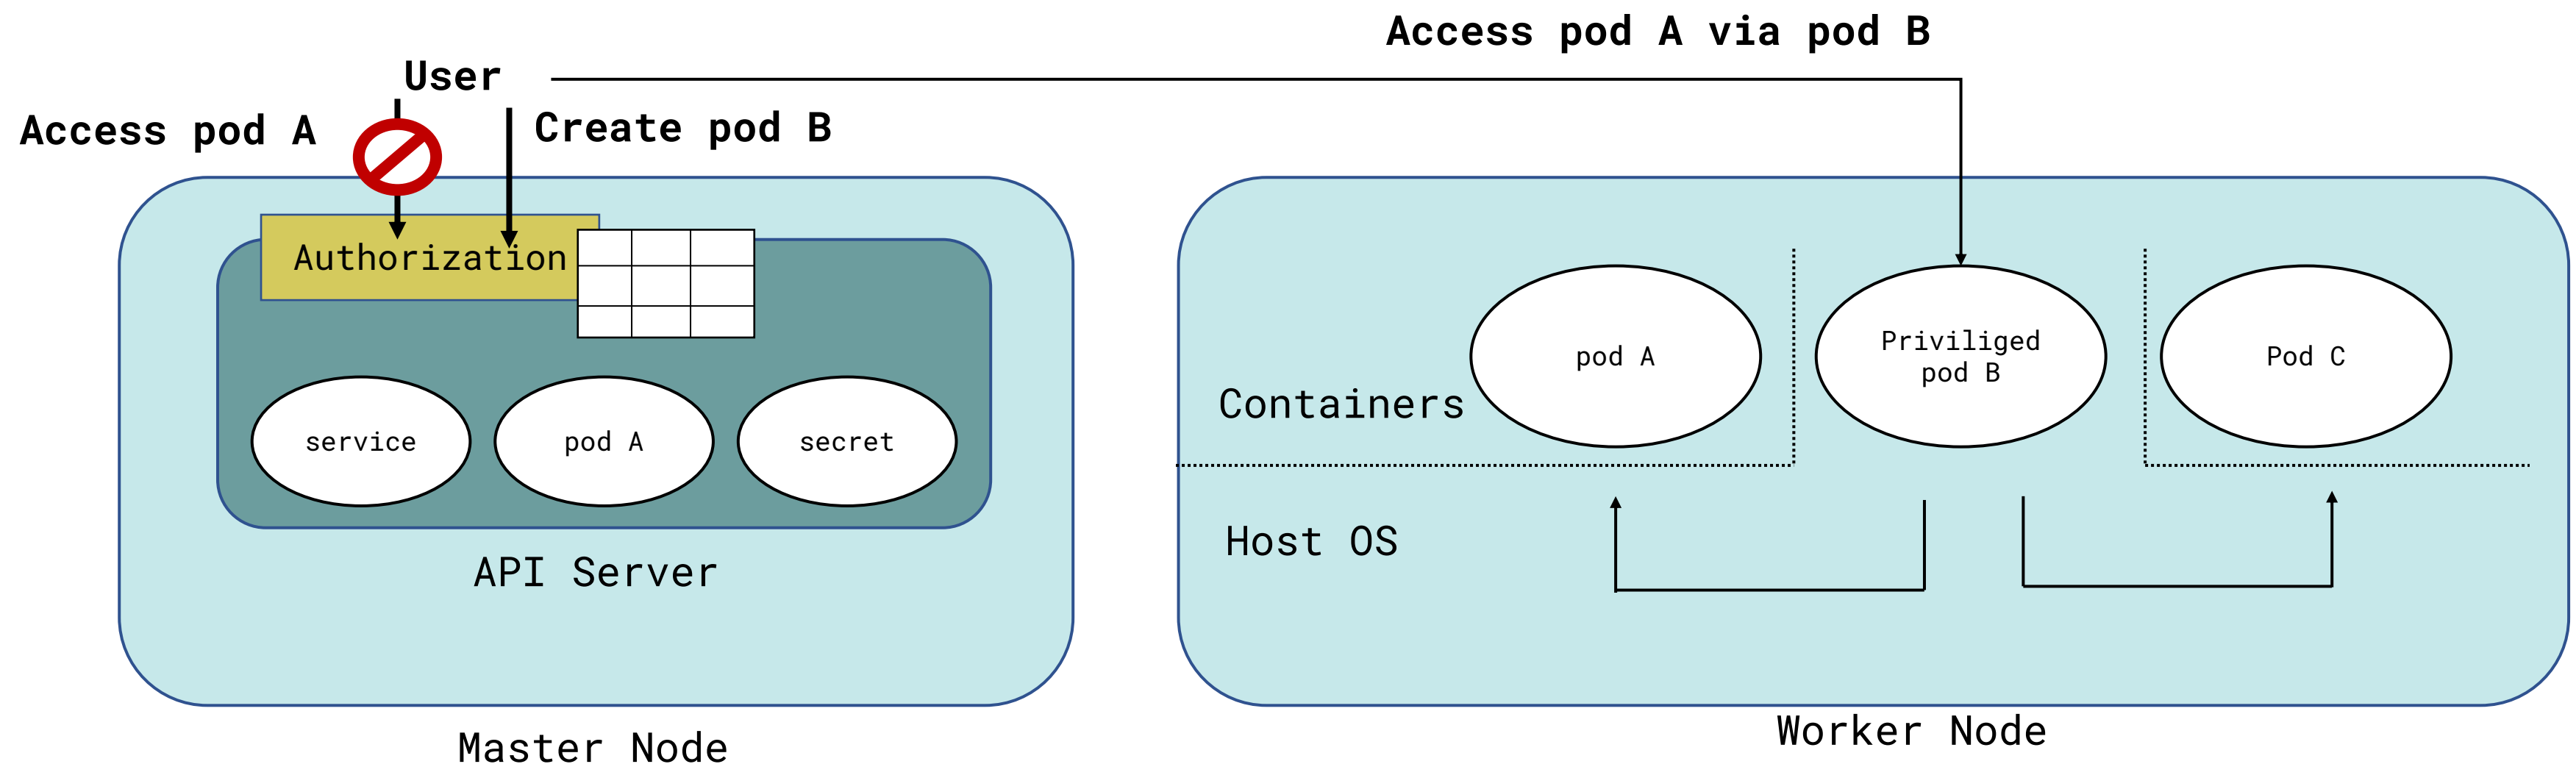 Access pod A via pod B
User
Access pod A
Create pod B
Authorization
service
pod A
secret
API Server
Master Node
pod A
Priviliged
pod B
Pod C
Containers
Host OS
Worker Node